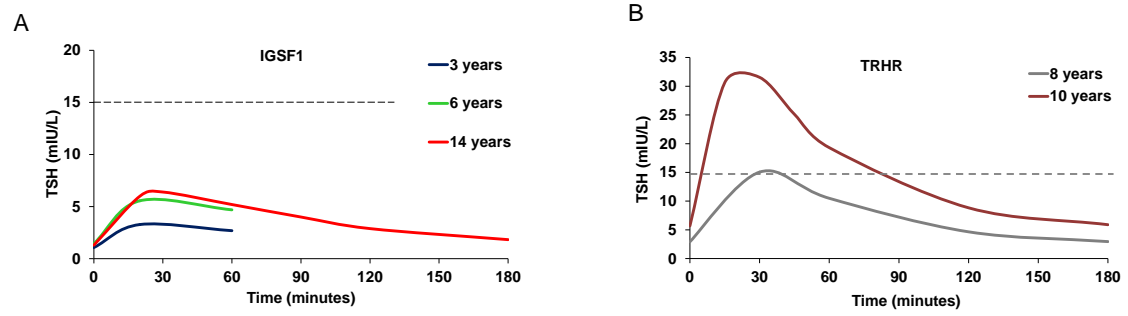 A
IGSF1
TSH (mIU/L)
20
15
10
5
0
0 30 60 90 120 150 180
Time (minutes)
3 years
6 years
14 years
B
TRHR
TSH (mIU/L)
35
30
25
20
15
10
5
0
0 30 60 90 120 150 180
Time (minutes)
8 years
10 years